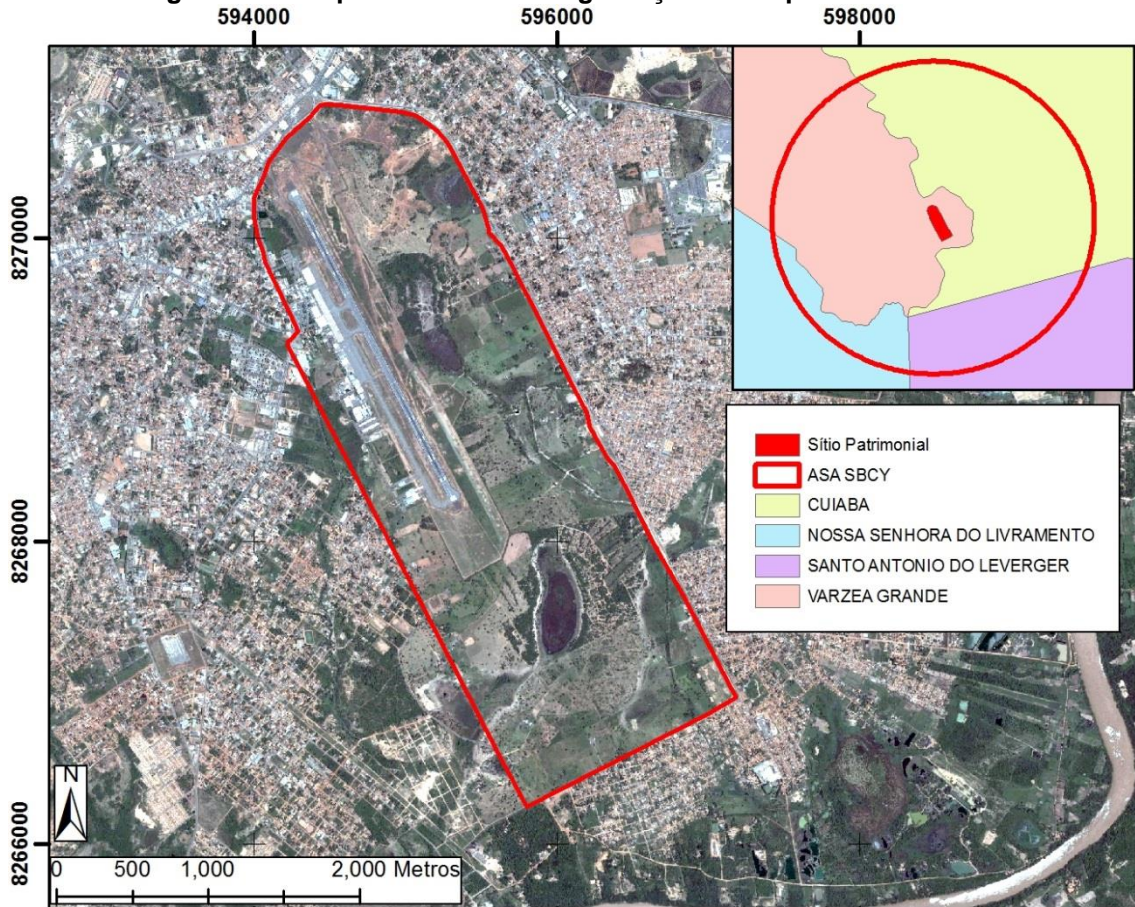 594000 596000 598000
8270000
8268000
8266000
Sítio Patrimonial
ASA SBCY
CUIABA
NOSSA SENHORA DO LIVRAMENTO
SANTO ANTONIO DO LEVERGER
VARZEA GRANDE
N
0 500 1,000 2,000 Metros